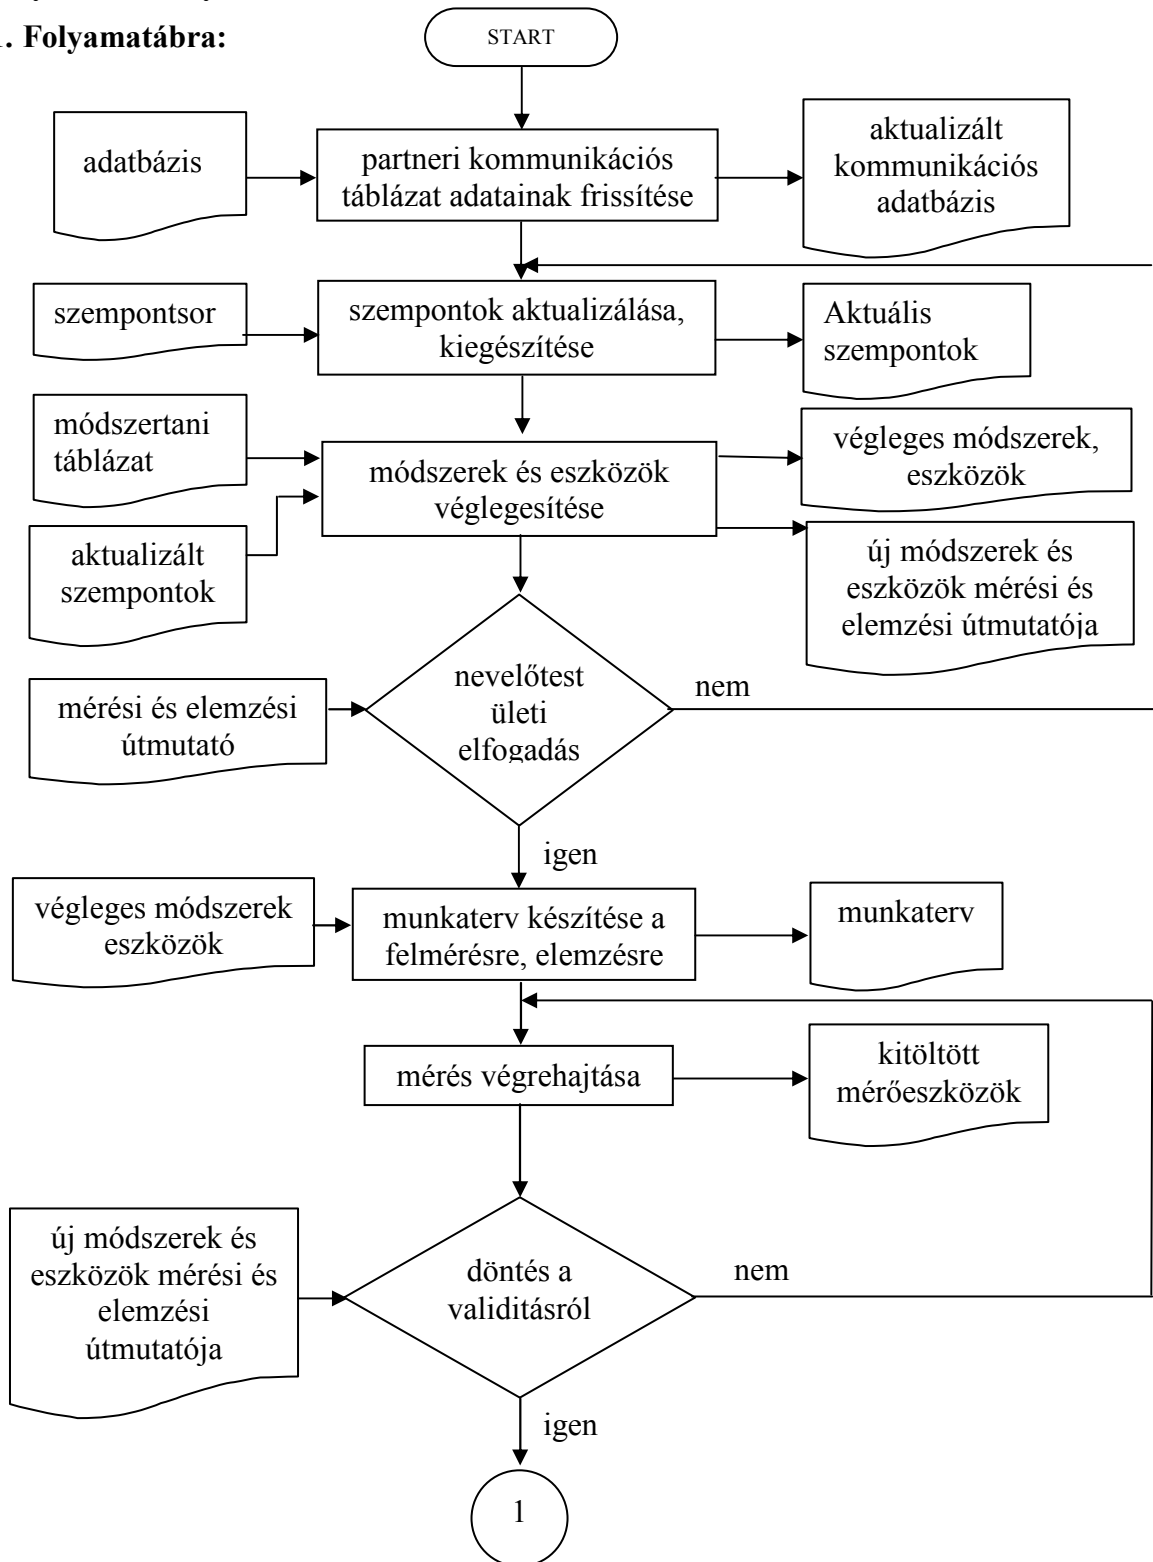 . Folyamatábra:
START
adatbázis
partneri kommunikációs
táblázat adatainak frissítése
aktualizált
kommunikációs
adatbázis
szempontsor
szempontok aktualizálása,
kiegészítése
Aktuális
szempontok
módszertani
táblázat
módszerek és eszközök
véglegesítése
végleges módszerek,
eszközök
aktualizált
szempontok
új módszerek és
eszközök mérési és
elemzési útmutatója
mérési és elemzési
útmutató
nevelőtest
ületi
elfogadás
nem
igen
végleges módszerek
eszközök
munkaterv készítése a
felmérésre, elemzésre
munkaterv
mérés végrehajtása
kitöltött
mérőeszközök
új módszerek és
eszközök mérési és
elemzési
útmutatója
döntés a
validitásról
nem
igen
1